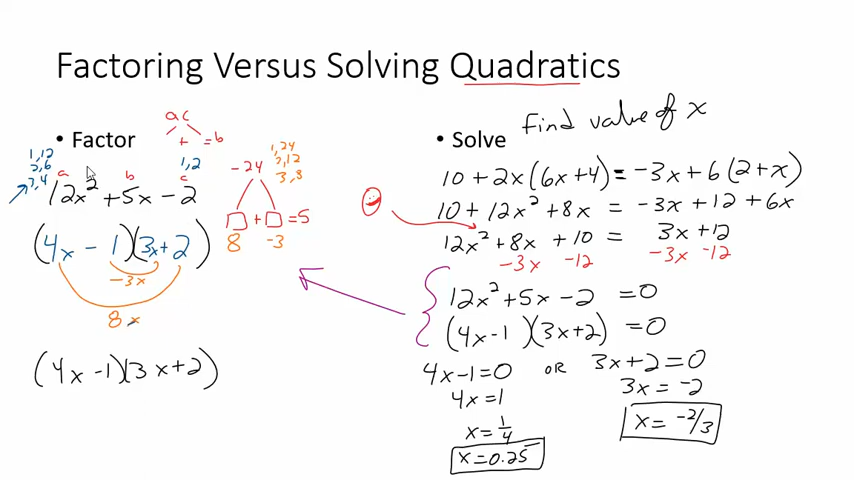 Factoring Versus Solving Quadratics
• Factor
ac
+ = b
1,12
2,6
3,4
a b c
1,2
12x² + 5x − 2
−24
1,24
2,12
3,8
□ + □ = 5
8 −3
(4x − 1)(3x + 2)
−3x
8x
(4x − 1)(3x + 2)
• Solve
Find value of x
10 + 2x(6x + 4) = −3x + 6(2 + x)
10 + 12x² + 8x = −3x + 12 + 6x
12x² + 8x + 10 = 3x + 12
−3x −12 −3x −12
12x² + 5x − 2 = 0
(4x − 1)(3x + 2) = 0
4x − 1 = 0 OR 3x + 2 = 0
4x = 1
x = 1/4
x = 0.25
3x = −2
x = −2/3